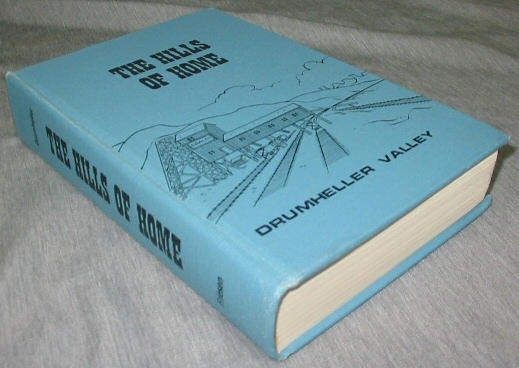 THE HILLS
OF HOME
DRUMHELLER VALLEY
THE HILLS OF HOME